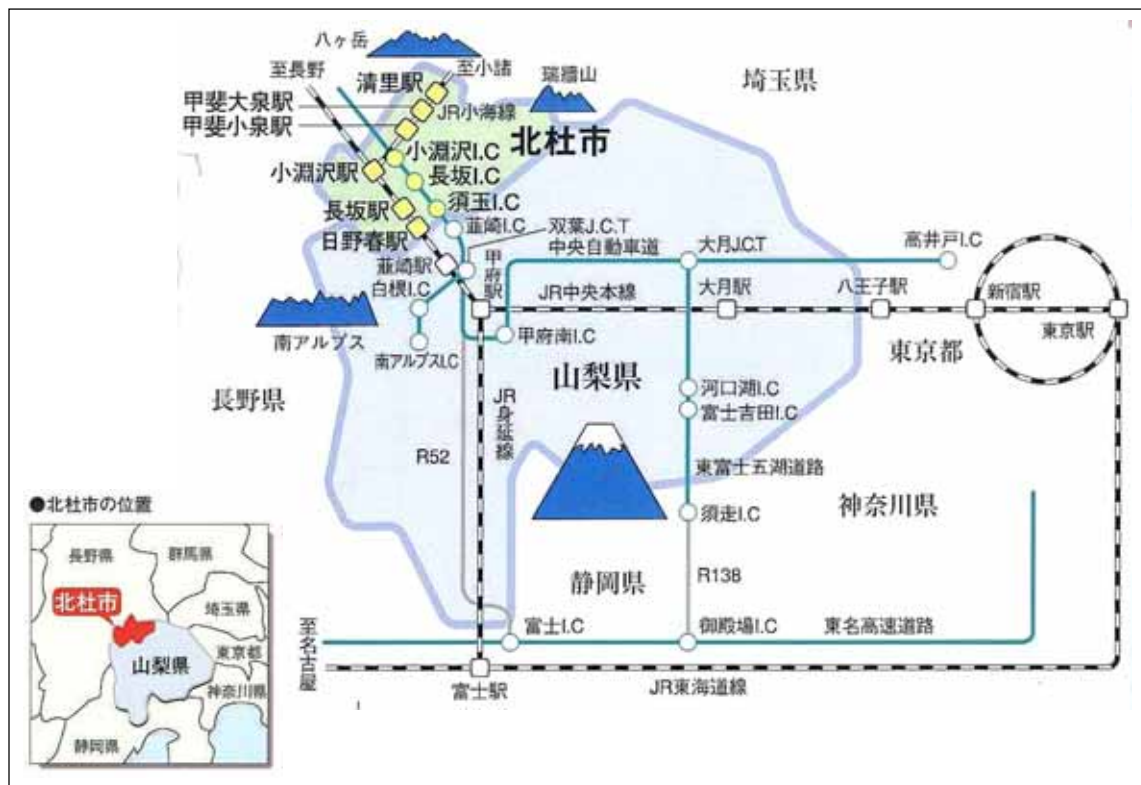 八ヶ岳
至長野
至小諸
清里駅
瑞牆山
埼玉県
甲斐大泉駅
JR小海線
甲斐小泉駅
北杜市
小淵沢I.C
小淵沢駅
長坂I.C
須玉I.C
長坂駅
韮崎I.C
双葉J.C.T
日野春駅
中央自動車道
大月J.C.T
高井戸I.C
韮崎駅
甲府駅
白根I.C
JR中央本線
大月駅
八王子駅
新宿駅
東京駅
南アルプス
甲府南I.C
南アルプスI.C
東京都
山梨県
長野県
河口湖I.C
富士吉田I.C
JR身延線
R52
東富士五湖道路
須走I.C
神奈川県
静岡県
R138
富士I.C
御殿場I.C
東名高速道路
至名古屋
富士駅
JR東海道線
●北杜市の位置
長野県
群馬県
北杜市
埼玉県
山梨県
東京都
神奈川県
静岡県